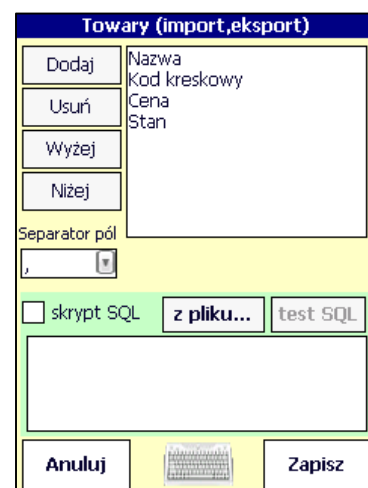 Towary (import,eksport)
Dodaj
Usuń
Wyżej
Niżej
Nazwa
Kod kreskowy
Cena
Stan
Separator pól
,
skrypt SQL
z pliku...
test SQL
Anuluj
Zapisz